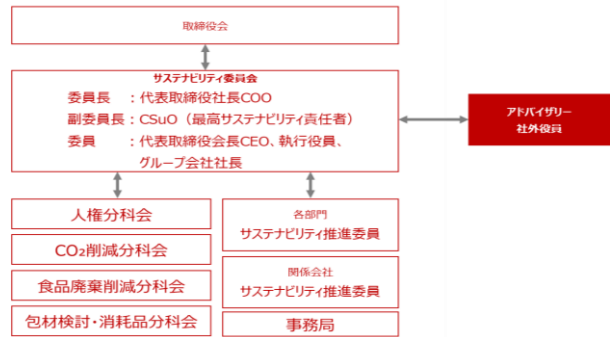 取締役会
サステナビリティ委員会
委員長　：代表取締役社長COO
副委員長：CSuO（最高サステナビリティ責任者）
委員　　：代表取締役会長CEO、執行役員、
グループ会社社長
アドバイザリー
社外役員
人権分科会
CO₂削減分科会
食品廃棄削減分科会
包材検討・消耗品分科会
各部門
サステナビリティ推進委員
関係会社
サステナビリティ推進委員
事務局